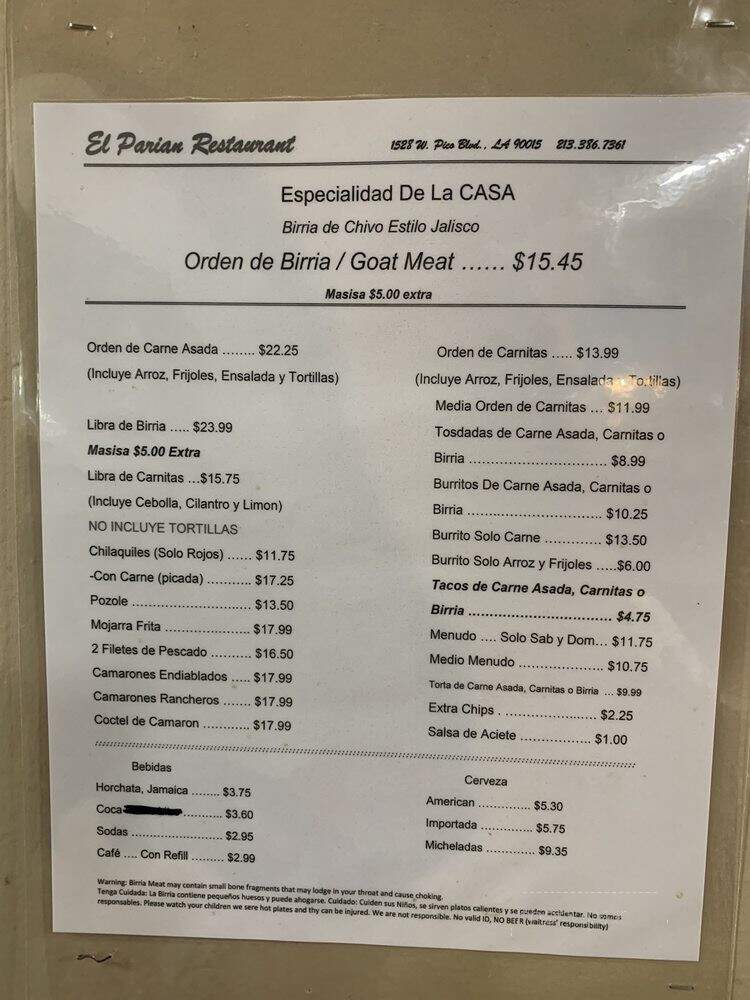 El Parian Restaurant 1528 W. Pico Blvd., LA 90015 213.386.7361
Especialidad De La CASA
Birria de Chivo Estilo Jalisco
Orden de Birria / Goat Meat ...... $15.45
Masisa $5.00 extra
Orden de Carne Asada ........ $22.25
(Incluye Arroz, Frijoles, Ensalada y Tortillas)
Libra de Birria ..... $23.99
Masisa $5.00 Extra
Libra de Carnitas ...$15.75
(Incluye Cebolla, Cilantro y Limon)
NO INCLUYE TORTILLAS
Chilaquiles (Solo Rojos) ...... $11.75
-Con Carne (picada) ........... $17.25
Pozole .............................. $13.50
Mojarra Frita ..................... $17.99
2 Filetes de Pescado .......... $16.50
Camarones Endiablados ..... $17.99
Camarones Rancheros ....... $17.99
Coctel de Camaron ............ $17.99
Orden de Carnitas ..... $13.99
(Incluye Arroz, Frijoles, Ensalada Tortillas)
Media Orden de Carnitas ... $11.99
Tosdadas de Carne Asada, Carnitas o
Birria .................................. $8.99
Burritos De Carne Asada, Carnitas o
Birria ................................. $10.25
Burrito Solo Carne .............. $13.50
Burrito Solo Arroz y Frijoles .....$6.00
Tacos de Carne Asada, Carnitas o
Birria ................................... $4.75
Menudo .... Solo Sab y Dom... $11.75
Medio Menudo ..................... $10.75
Torta de Carne Asada, Carnitas o Birria ... $9.99
Extra Chips . ....................... $2.25
Salsa de Aciete .................. $1.00
Bebidas
Horchata, Jamaica ........ $3.75
Coca ........... $3.60
Sodas ....................... $2.95
Café .... Con Refill ......... $2.99
Cerveza
American ............. $5.30
Importada ............. $5.75
Micheladas ............ $9.35
Warning: Birria Meat may contain small bone fragments that may lodge in your throat and cause choking.
Tenga Cuidada: La Birria contiene pequeños huesos y puede ahogarse. Cuidado: Cuiden sus Niños, se sirven platos calientes y se pueden accidentar. No somos
responsables. Please watch your children we sere hot plates and thy can be injured. We are not responsible. No valid ID, NO BEER (waitress' responsibility)